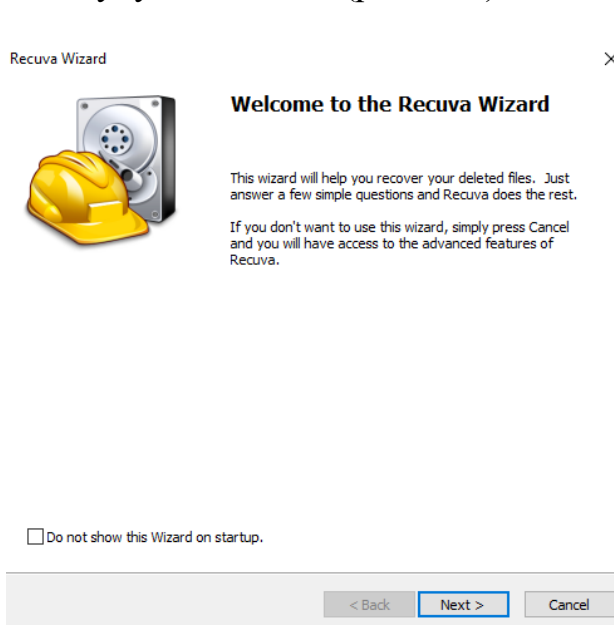 Recuva Wizard
Welcome to the Recuva Wizard
This wizard will help you recover your deleted files.  Just
answer a few simple questions and Recuva does the rest.
If you don't want to use this wizard, simply press Cancel
and you will have access to the advanced features of
Recuva.
Do not show this Wizard on startup.
< Back Next > Cancel